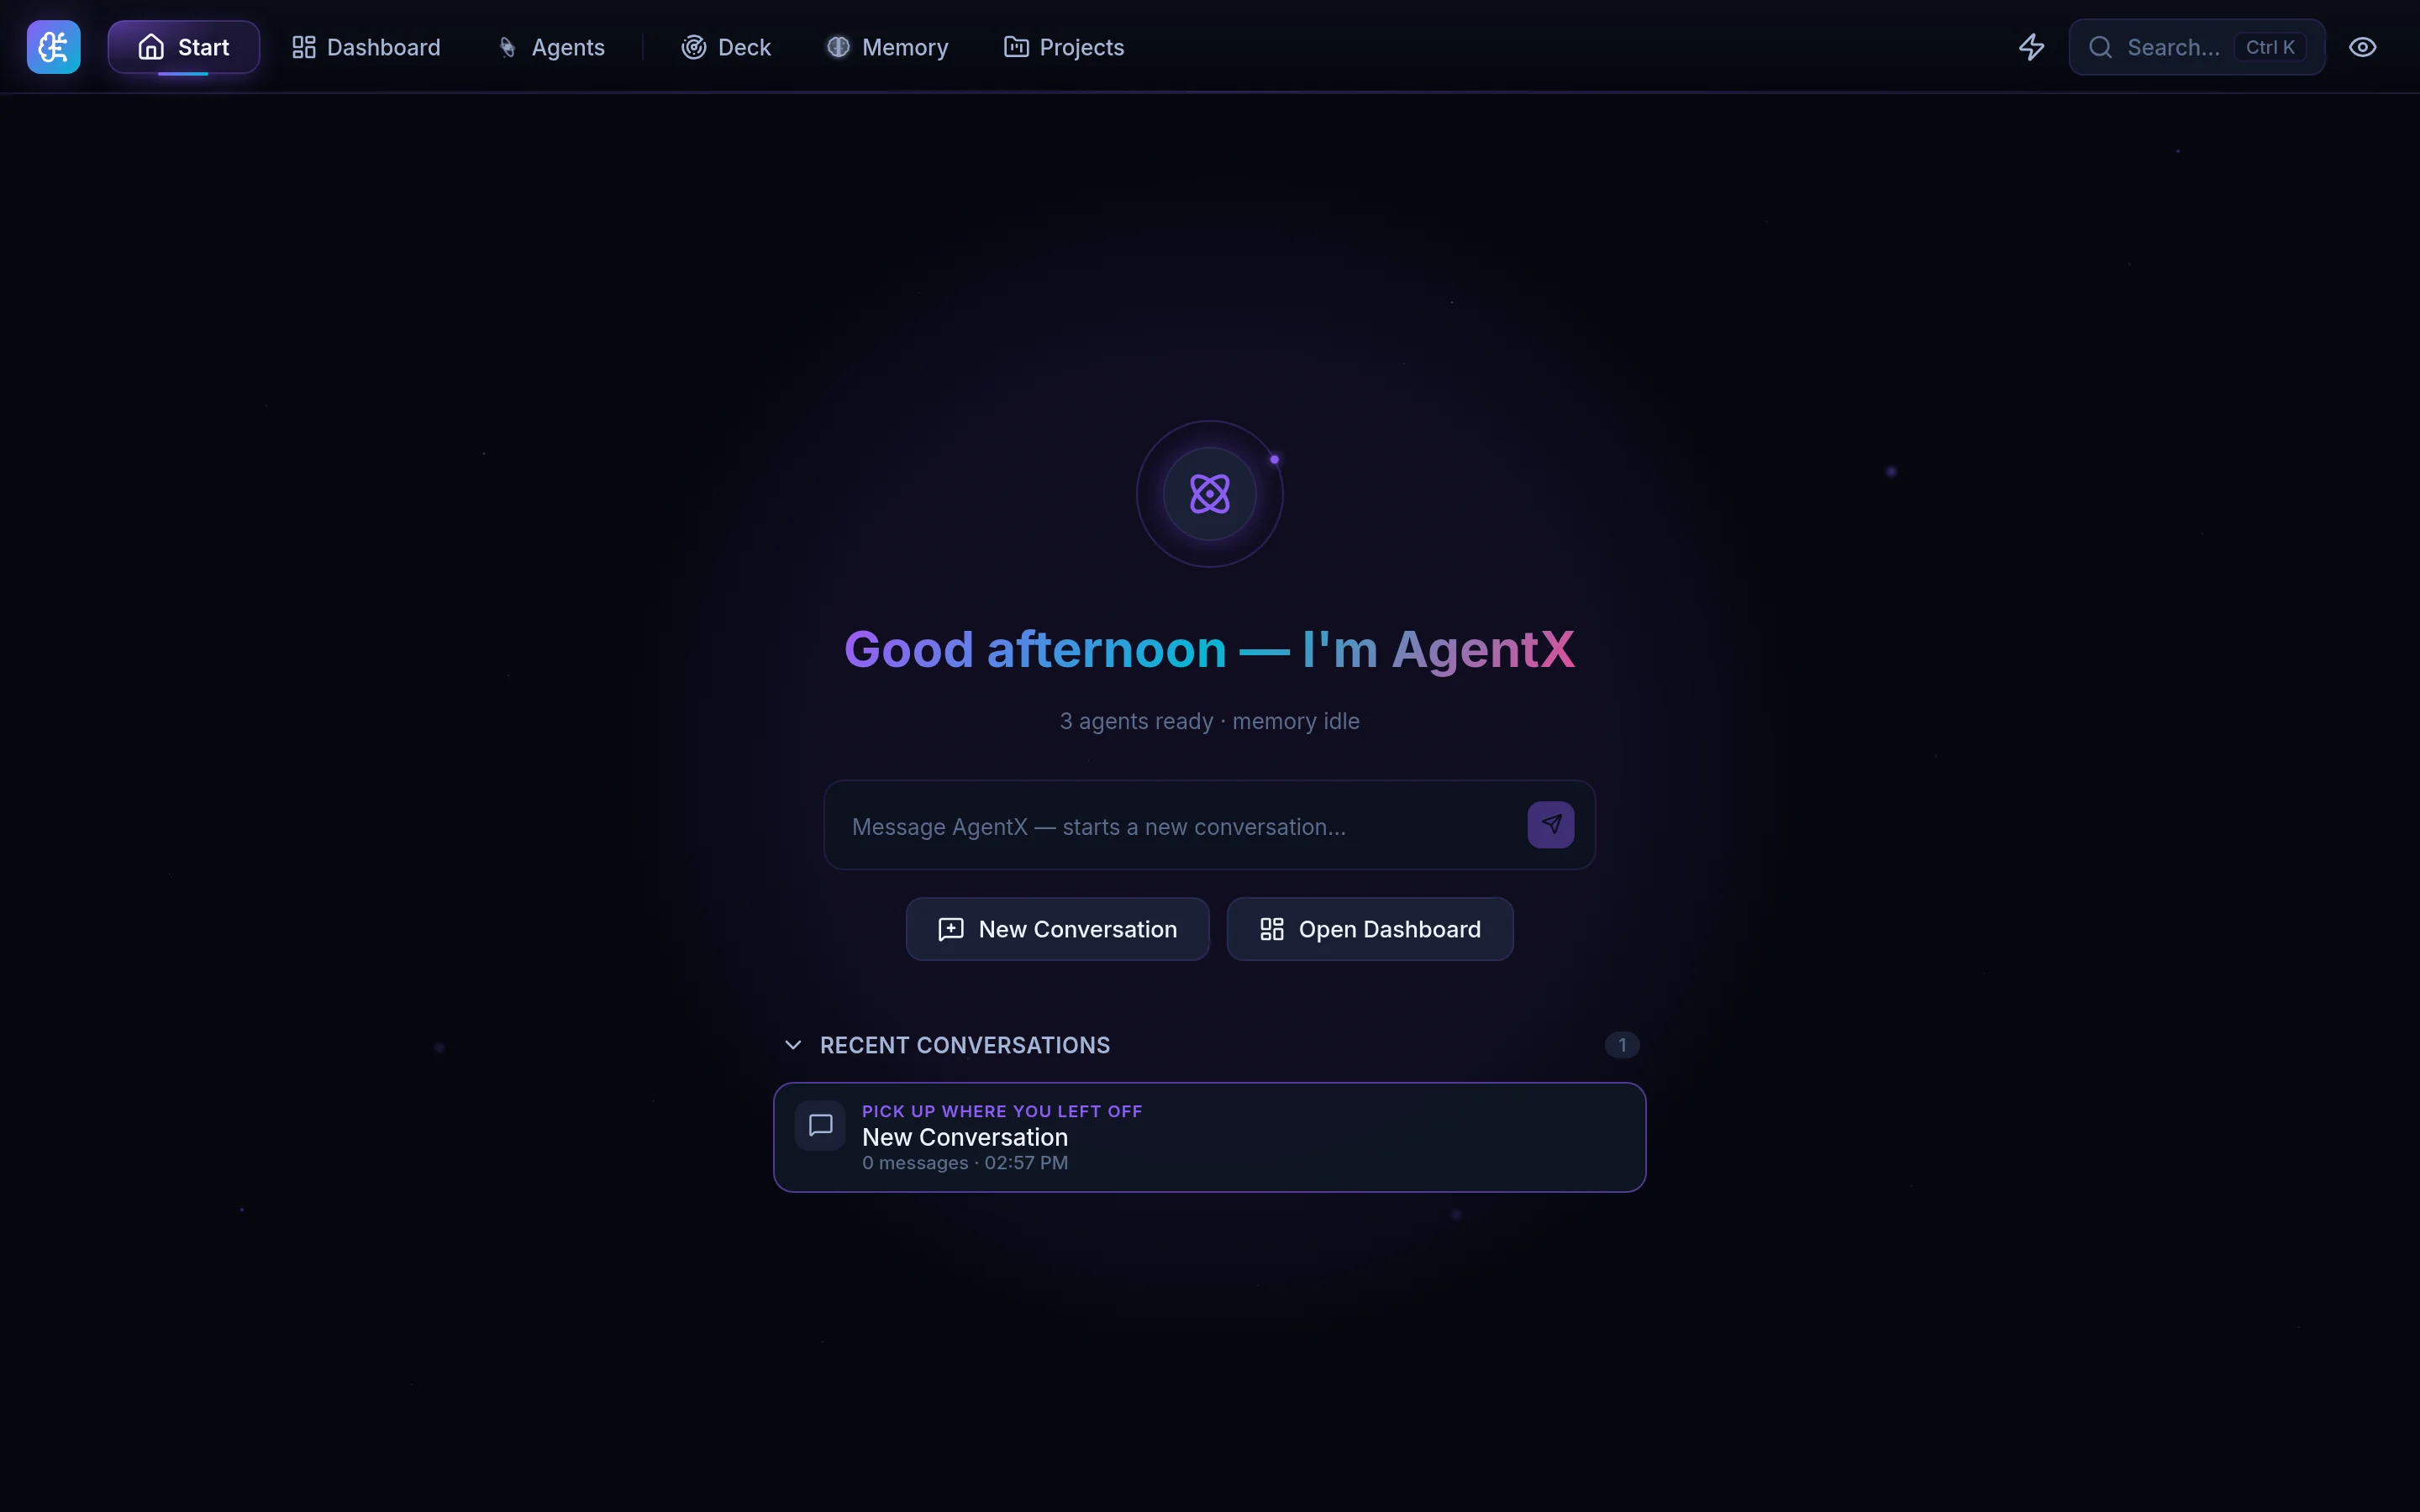 Start
Dashboard
Agents
Deck
Memory
Projects
Search...
Ctrl K
Good afternoon — I'm AgentX
3 agents ready · memory idle
Message AgentX — starts a new conversation...
New Conversation
Open Dashboard
RECENT CONVERSATIONS
1
PICK UP WHERE YOU LEFT OFF
New Conversation
0 messages · 02:57 PM